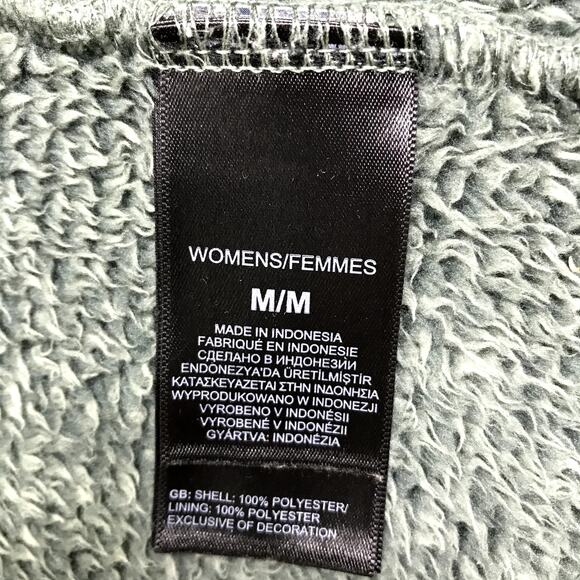 WOMENS/FEMMES
M/M
MADE IN INDONESIA
FABRIQUÉ EN INDONESIE
СДЕЛАНО В ИНДОНЕЗИИ
ENDONEZYA'DA ÜRETİLMİŞTİR
ΚΑΤΑΣΚΕΥΑΖΕΤΑΙ ΣΤΗΝ ΙΝΔΟΝΗΣΙΑ
WYPRODUKOWANO W INDONEZJI
VYROBENO V INDONÉSII
VYROBENÉ V INDONÉZII
GYÁRTVA: INDONÉZIA
GB: SHELL: 100% POLYESTER/
LINING: 100% POLYESTER
EXCLUSIVE OF DECORATION